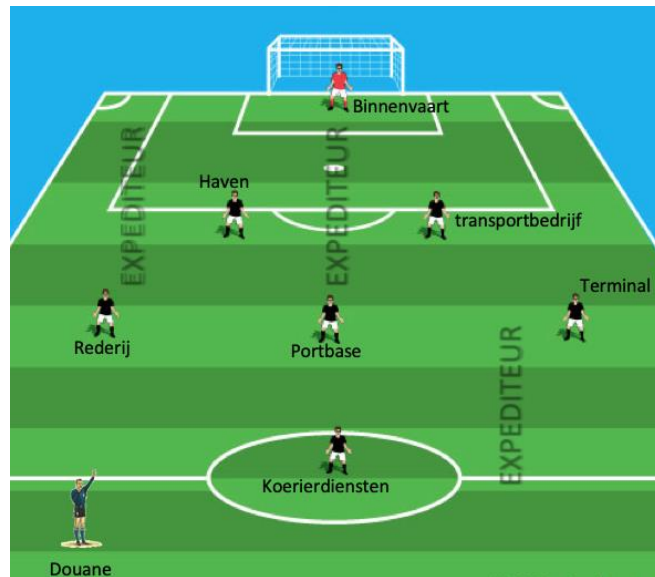 Binnenvaart
EXPEDITEUR
EXPEDITEUR
Haven
transportbedrijf
Terminal
Rederij
Portbase
EXPEDITEUR
Koerierdiensten
Douane